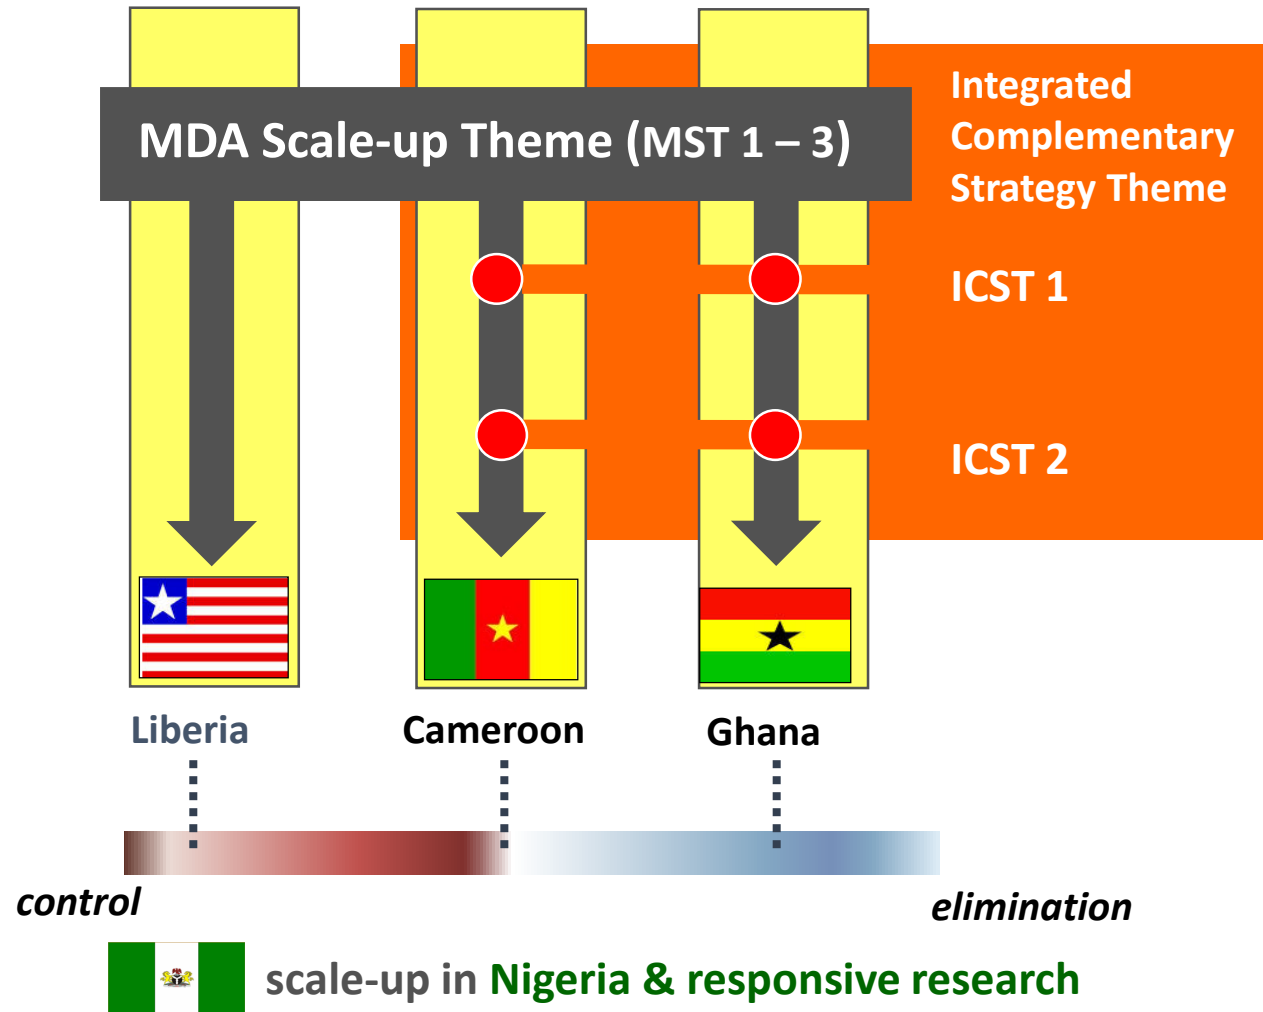 MDA Scale-up Theme (MST 1 – 3)
Integrated
Complementary
Strategy Theme
ICST 1
ICST 2
Liberia
Cameroon
Ghana
control
elimination
scale-up in Nigeria & responsive research